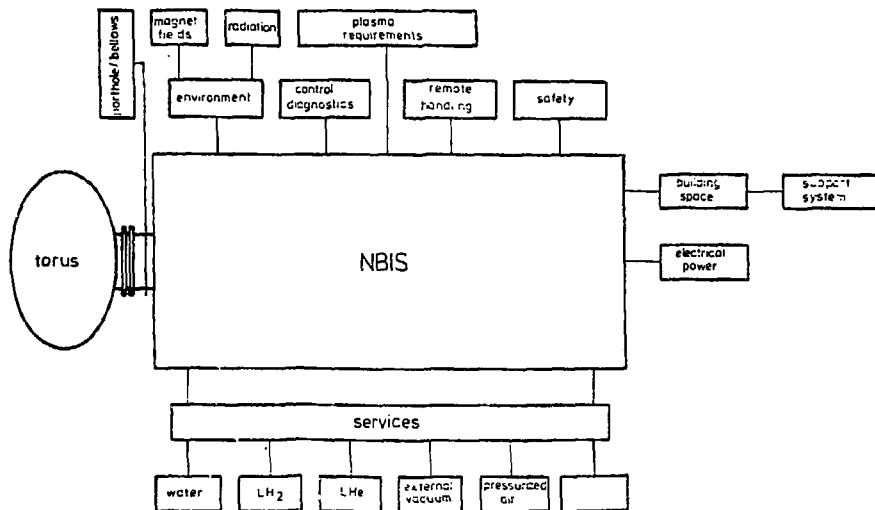 magnet
fields
radiation
plasma
requirements
porthole/bellows
environment
control
diagnostics
remote
handling
safety
torus
NBIS
building
space
support
system
electrical
power
services
water
LH2
LHe
external
vacuum
pressurized
air